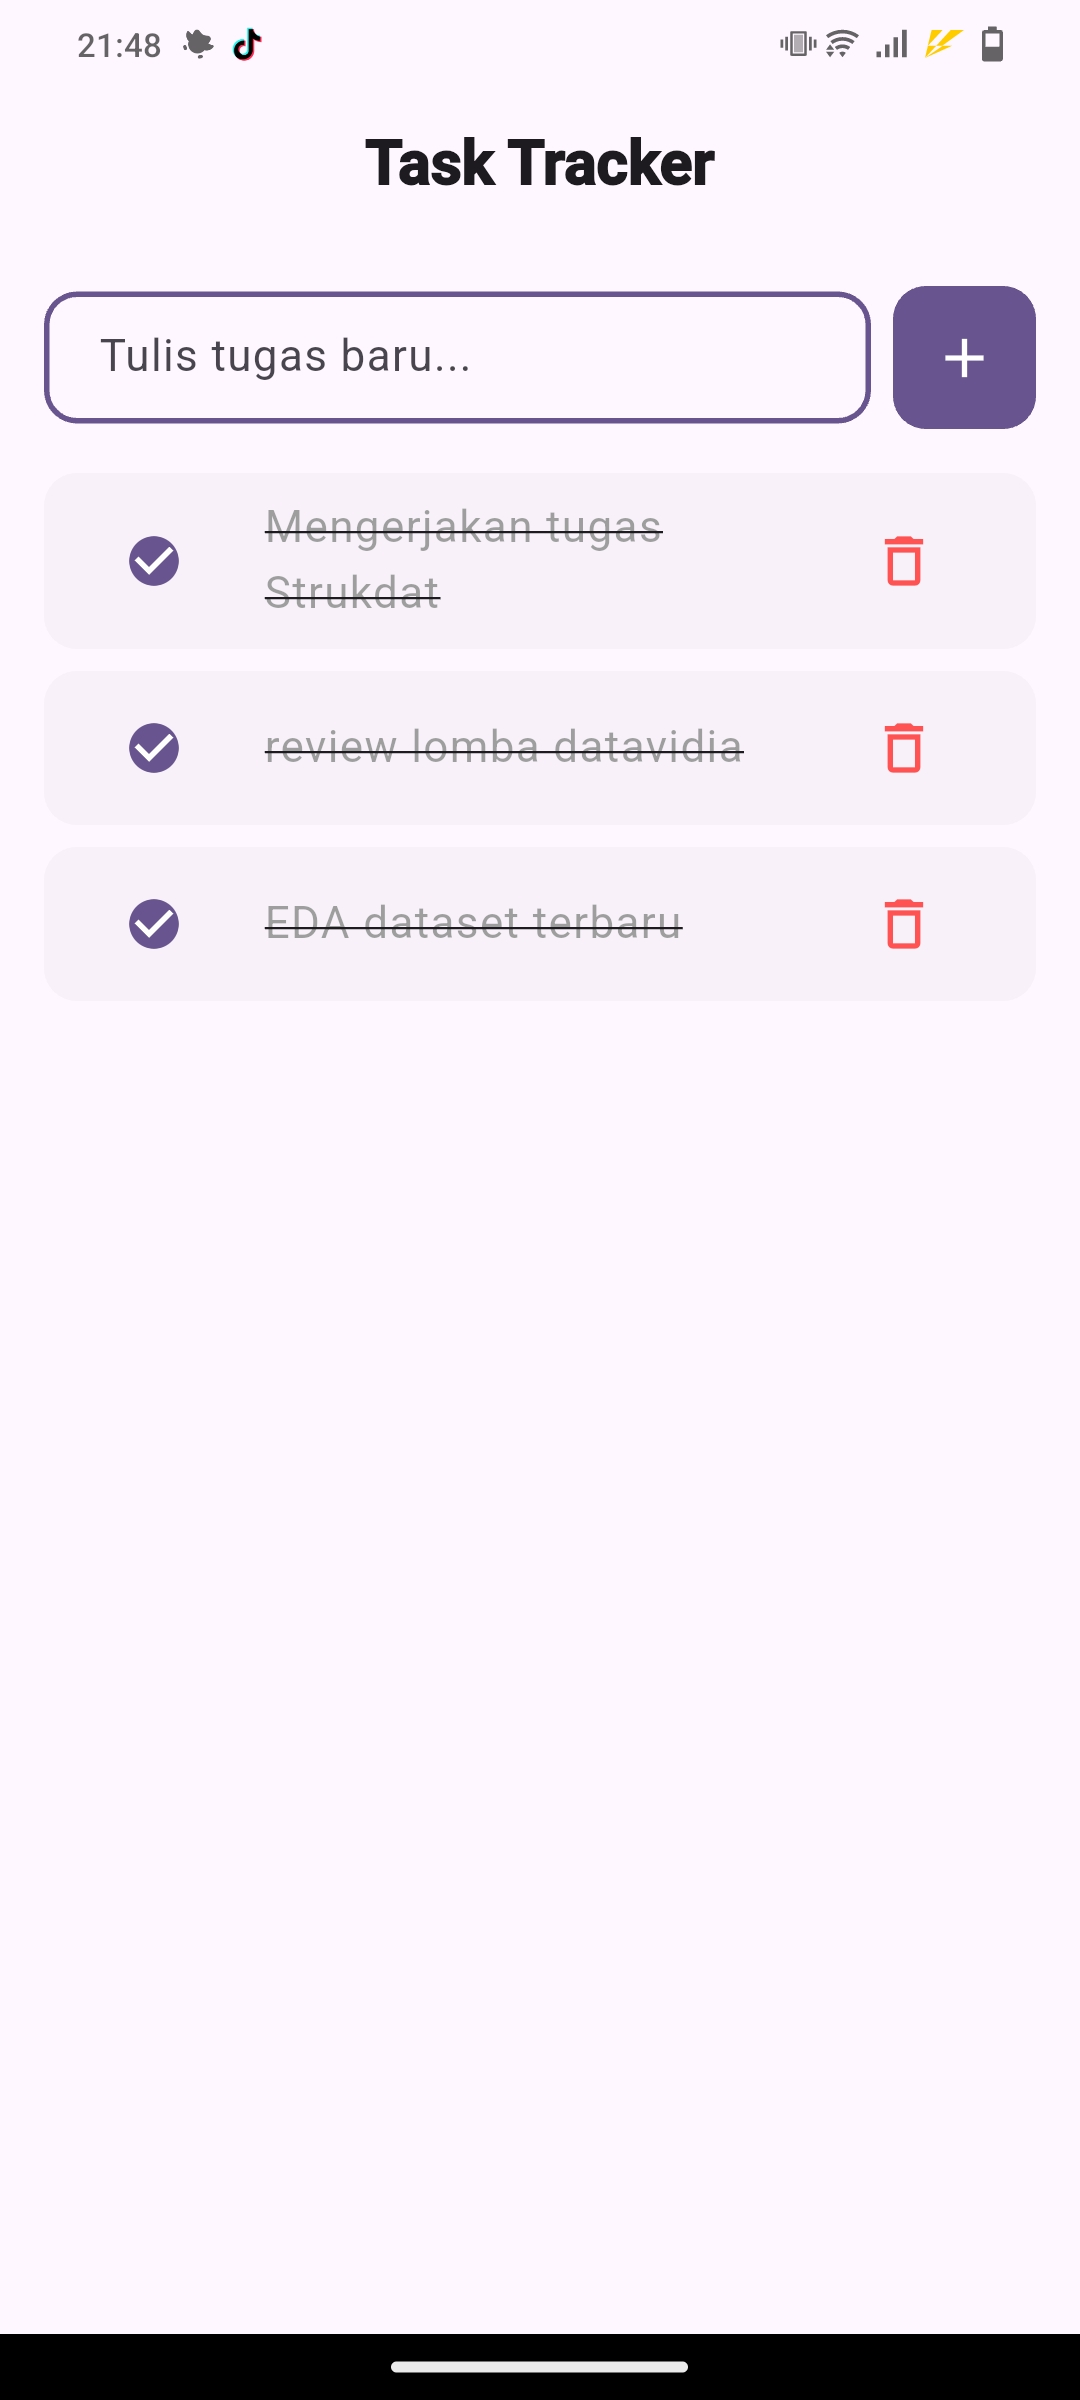 21:48
Task Tracker
Tulis tugas baru...
Mengerjakan tugas
Strukdat
review lomba datavidia
EDA dataset terbaru